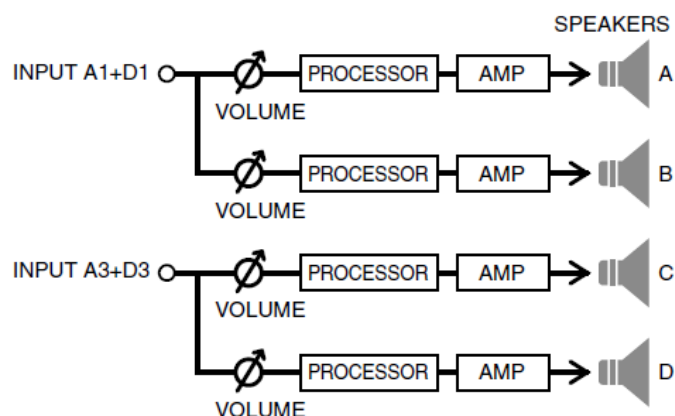 SPEAKERS
INPUT A1+D1 PROCESSOR AMP A
VOLUME
PROCESSOR AMP B
VOLUME
INPUT A3+D3 PROCESSOR AMP C
VOLUME
PROCESSOR AMP D
VOLUME